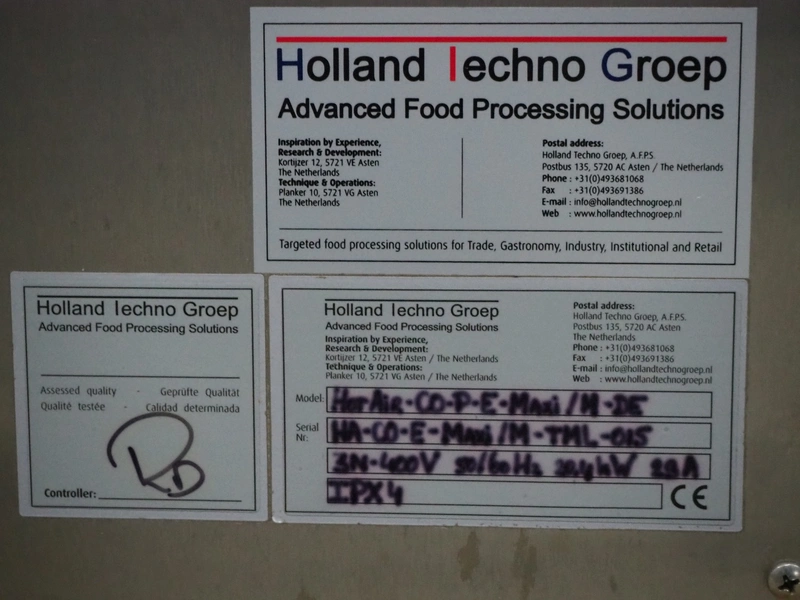 Holland Techno Groep
Advanced Food Processing Solutions
Inspiration by Experience,
Research & Development:
Kortijzer 12, 5721 VE Asten
The Netherlands
Technique & Operations:
Planker 10, 5721 VG Asten
The Netherlands
Postal address:
Holland Techno Groep, A.F.P.S.
Postbus 135, 5720 AC Asten / The Netherlands
Phone : +31(0)493681068
Fax : +31(0)493691386
E-mail : info@hollandtechnogroep.nl
Web : www.hollandtechnogroep.nl
Targeted food processing solutions for Trade, Gastronomy, Industry, Institutional and Retail
Holland Techno Groep
Advanced Food Processing Solutions
Assessed quality - Geprüfte Qualität
Qualité testée - Calidad determinada
Controller:
Holland Techno Groep
Advanced Food Processing Solutions
Inspiration by Experience,
Research & Development:
Kortijzer 12, 5721 VE Asten / The Netherlands
Technique & Operations:
Planker 10, 5721 VG Asten / The Netherlands
Postal address:
Holland Techno Groep, A.F.P.S.
Postbus 135, 5720 AC Asten
The Netherlands
Phone : +31(0)493681068
Fax : +31(0)493691386
E-mail : info@hollandtechnogroep.nl
Web : www.hollandtechnogroep.nl
Model: HotAir-CO-P-E-Maxi/M-DE
Serial Nr: HA-CO-E-Maxi/M-TML-015
3N-400V 50/60Hz 20,4kW 29A
IPX4
CE